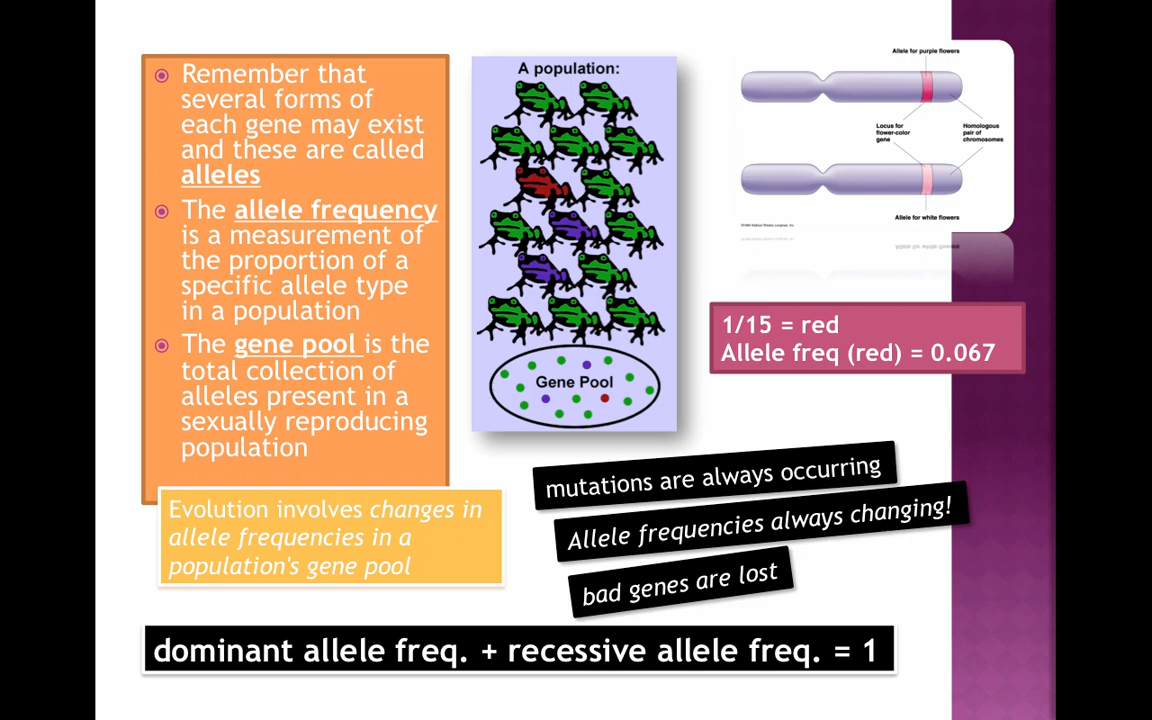 Remember that
several forms of
each gene may exist
and these are called
alleles
The allele frequency
is a measurement of
the proportion of a
specific allele type
in a population
The gene pool is the
total collection of
alleles present in a
sexually reproducing
population
Evolution involves changes in
allele frequencies in a
population's gene pool
A population:
Gene Pool
Allele for purple flowers
Locus for
flower-color
gene
Homologous
pair of
chromosomes
Allele for white flowers
1/15 = red
Allele freq (red) = 0.067
mutations are always occurring
Allele frequencies always changing!
bad genes are lost
dominant allele freq. + recessive allele freq. = 1